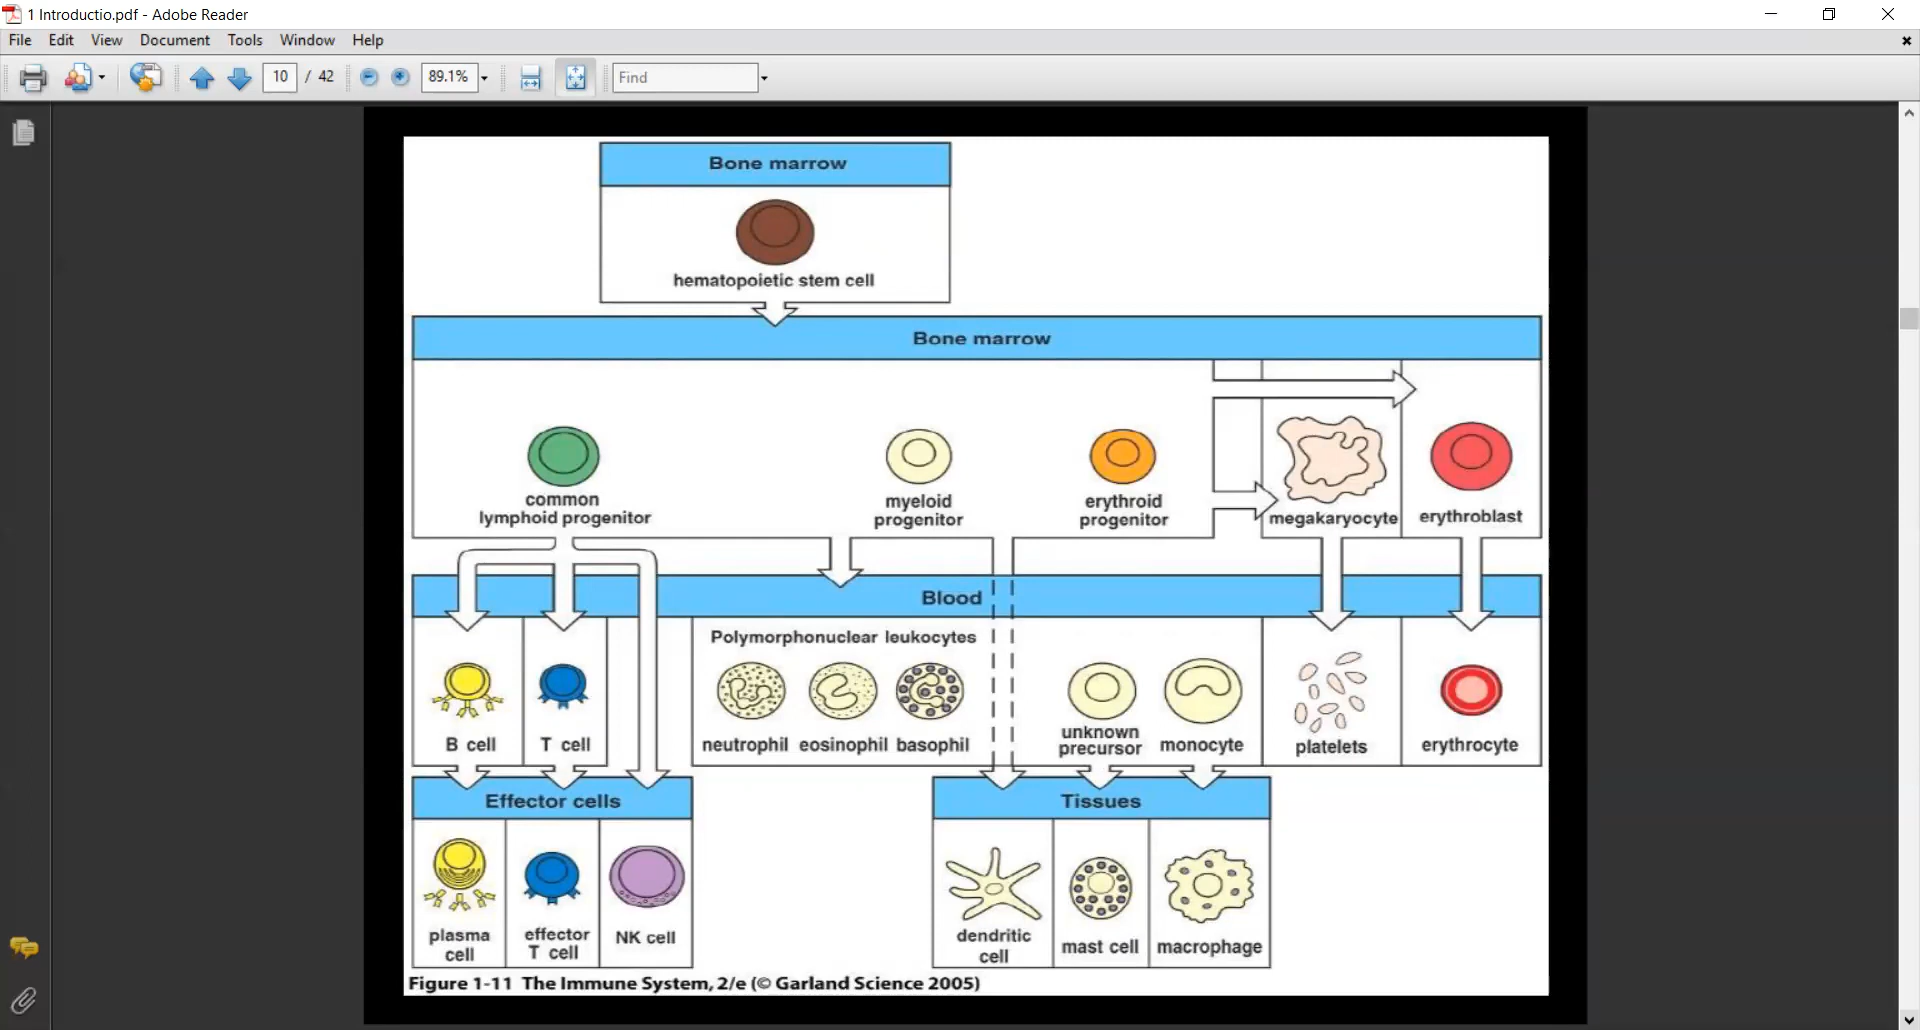 1 Introductio.pdf - Adobe Reader
File Edit View Document Tools Window Help
10 / 42 89.1% Find
Bone marrow
hematopoietic stem cell
Bone marrow
common
lymphoid progenitor
myeloid
progenitor
erythroid
progenitor
megakaryocyte
erythroblast
Blood
Polymorphonuclear leukocytes
B cell
T cell
neutrophil
eosinophil
basophil
unknown
precursor
monocyte
platelets
erythrocyte
Effector cells
Tissues
plasma
cell
effector
T cell
NK cell
dendritic
cell
mast cell
macrophage
Figure 1-11 The Immune System, 2/e (© Garland Science 2005)